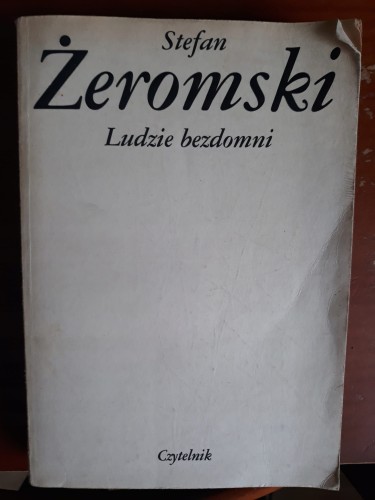 Stefan
Żeromski
Ludzie bezdomni
Czytelnik